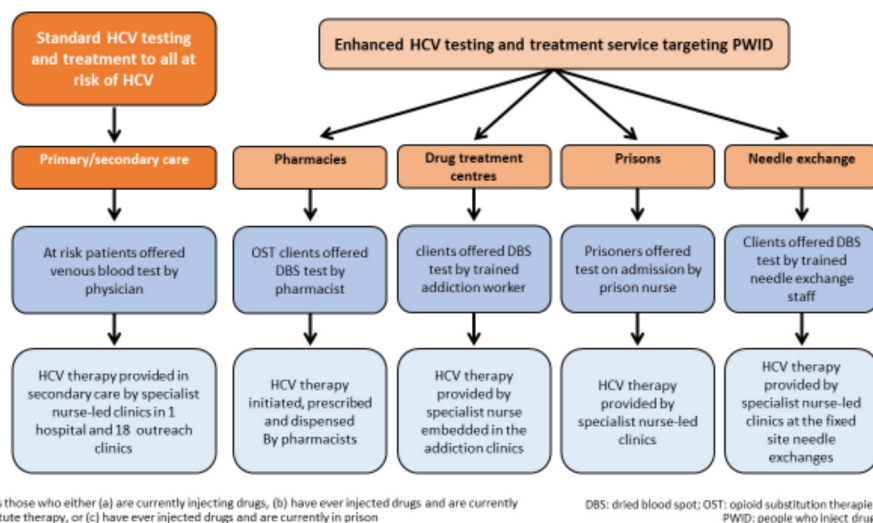 Standard HCV testing
and treatment to all at
risk of HCV
Enhanced HCV testing and treatment service targeting PWID
Primary/secondary care
Pharmacies
Drug treatment
centres
Prisons
Needle exchange
At risk patients offered
venous blood test by
physician
OST clients offered
DBS test by
pharmacist
clients offered DBS
test by trained
addiction worker
Prisoners offered
test on admission by
prison nurse
Clients offered DBS
test by trained
needle exchange
staff
HCV therapy provided in
secondary care by specialist
nurse-led clinics in 1
hospital and 18 outreach
clinics
HCV therapy
initiated, prescribed
and dispensed
By pharmacists
HCV therapy
provided by
specialist nurse
embedded in the
addiction clinics
HCV therapy
provided by
specialist nurse-led
clinics
HCV therapy
provided by
specialist nurse-led
clinics at the fixed
site needle
exchanges
those who either (a) are currently injecting drugs, (b) have ever injected drugs and are currently
therapy, or (c) have ever injected drugs and are currently in prison
DBS: dried blood spot; OST: opioid substitution
PWID: people who inject